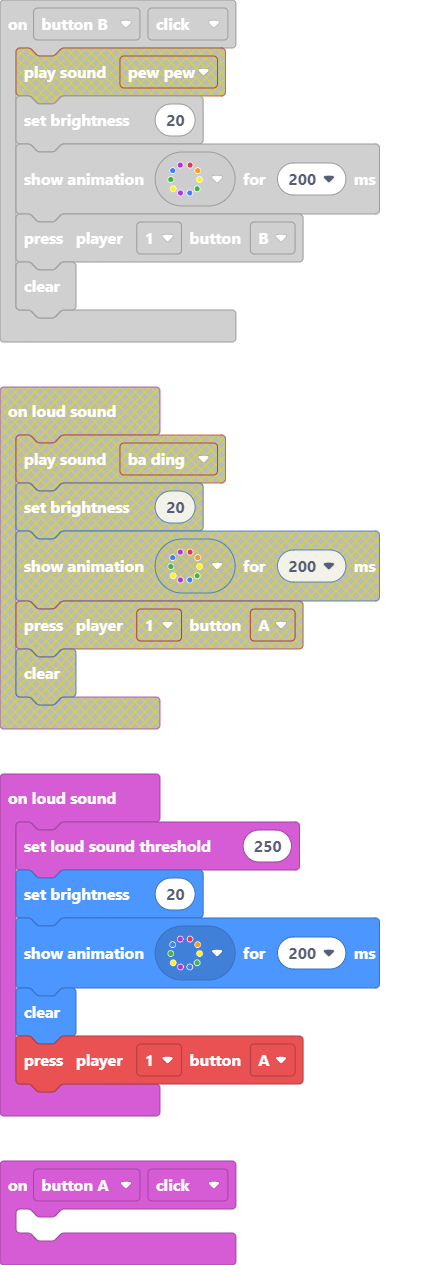 on button B click
play sound pew pew
set brightness 20
show animation for 200 ms
press player 1 button B
clear
on loud sound
play sound ba ding
set brightness 20
show animation for 200 ms
press player 1 button A
clear
on loud sound
set loud sound threshold 250
set brightness 20
show animation for 200 ms
clear
press player 1 button A
on button A click